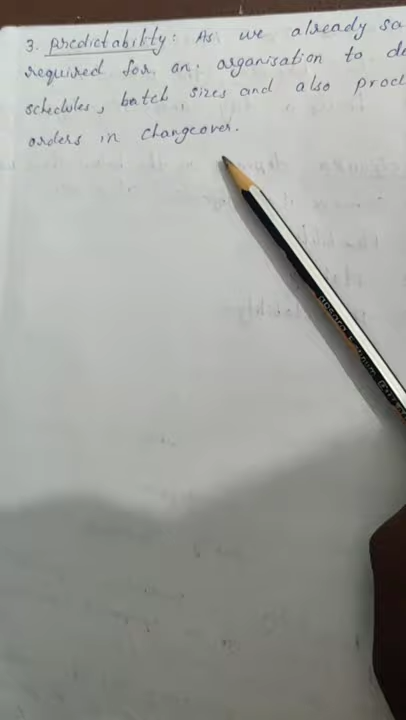 3. predictability: As we already sa
required for an organisation to de
schedules, batch sizes and also prod
orders in changeover.